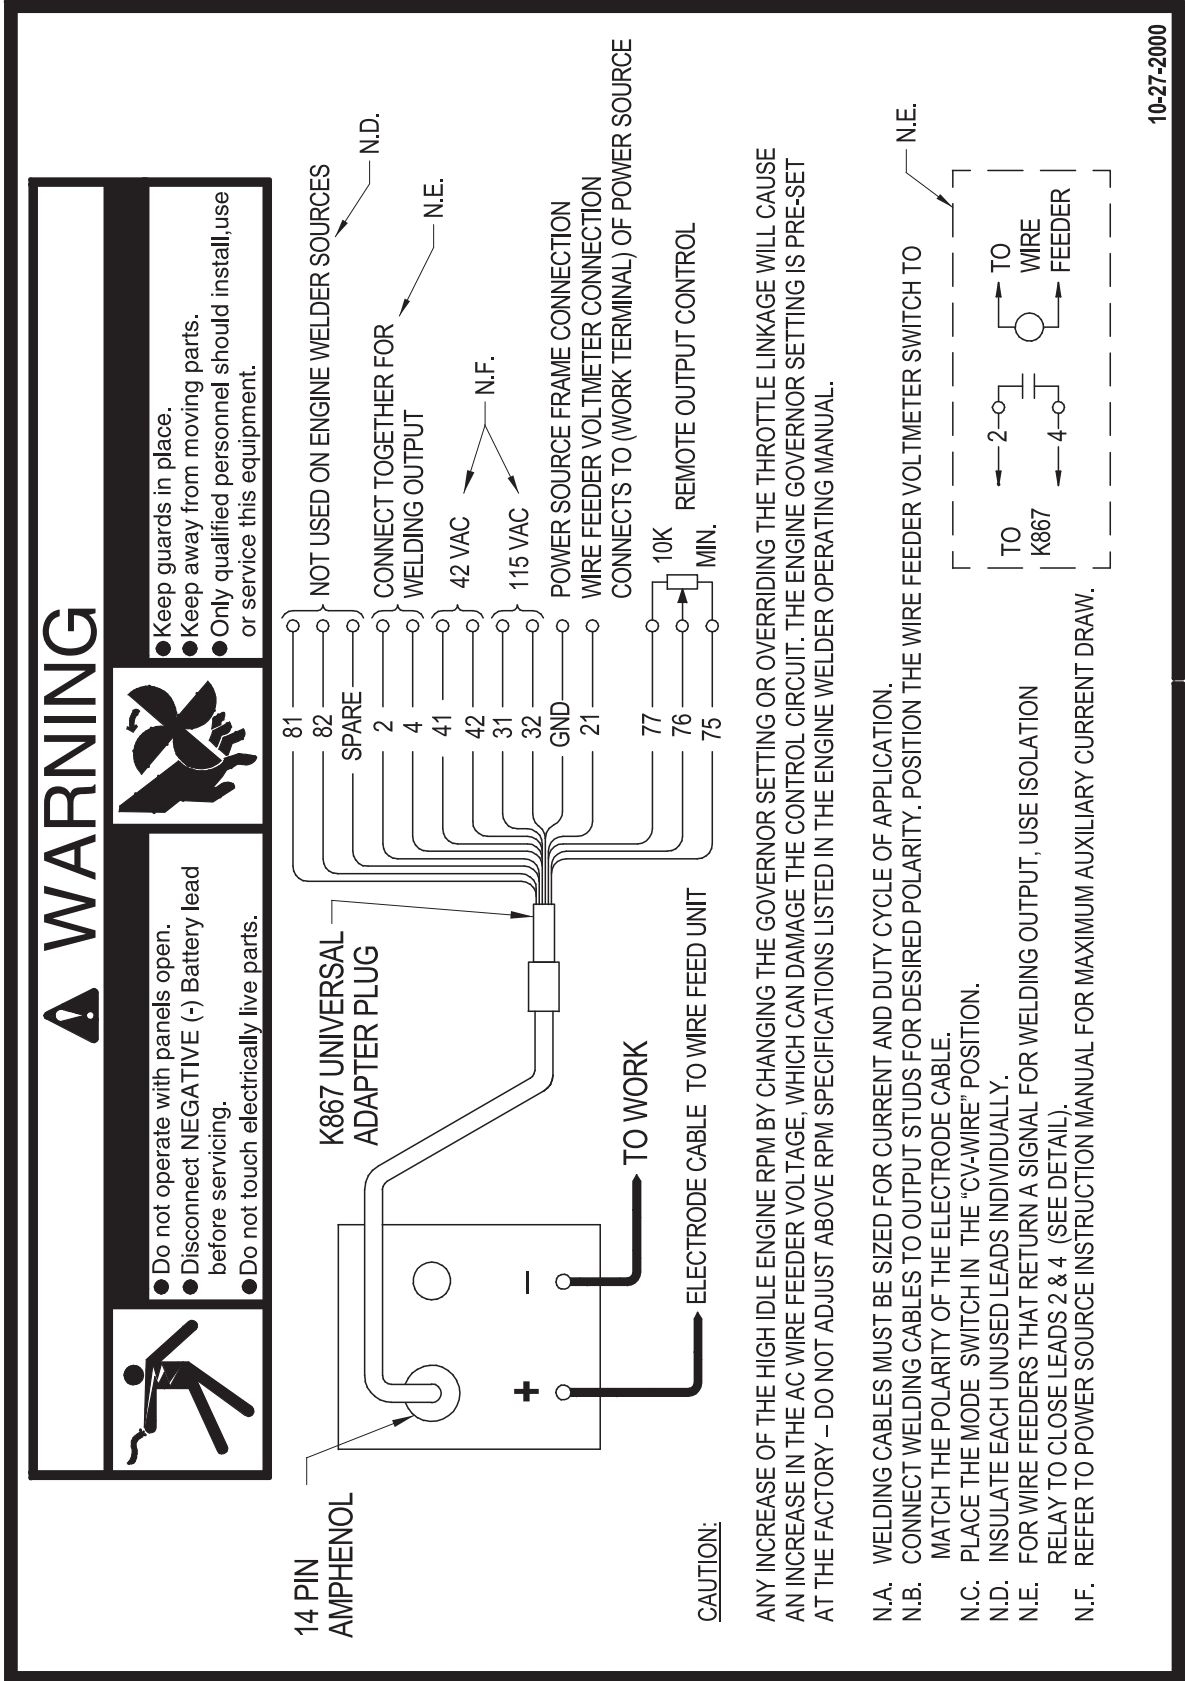 WARNING
● Do not operate with panels open.
● Disconnect NEGATIVE (-) Battery lead
before servicing.
● Do not touch electrically live parts.
● Keep guards in place.
● Keep away from moving parts.
● Only qualified personnel should install,use
or service this equipment.
14 PIN
AMPHENOL
K867 UNIVERSAL
ADAPTER PLUG
81
82
SPARE
2
4
41
42
31
32
GND
21
77
76
75
NOT USED ON ENGINE WELDER SOURCES
N.D.
CONNECT TOGETHER FOR
WELDING OUTPUT
N.E.
42 VAC
115 VAC
N.F.
POWER SOURCE FRAME CONNECTION
WIRE FEEDER VOLTMETER CONNECTION
CONNECTS TO (WORK TERMINAL) OF POWER SOURCE
10K
REMOTE OUTPUT CONTROL
MIN.
+
–
TO WORK
ELECTRODE CABLE TO WIRE FEED UNIT
CAUTION:
ANY INCREASE OF THE HIGH IDLE ENGINE RPM BY CHANGING THE GOVERNOR SETTING OR OVERRIDING THE THROTTLE LINKAGE WILL CAUSE
AN INCREASE IN THE AC WIRE FEEDER VOLTAGE, WHICH CAN DAMAGE THE CONTROL CIRCUIT. THE ENGINE GOVERNOR SETTING IS PRE-SET
AT THE FACTORY – DO NOT ADJUST ABOVE RPM SPECIFICATIONS LISTED IN THE ENGINE WELDER OPERATING MANUAL.
N.A. WELDING CABLES MUST BE SIZED FOR CURRENT AND DUTY CYCLE OF APPLICATION.
N.B. CONNECT WELDING CABLES TO OUTPUT STUDS FOR DESIRED POLARITY. POSITION THE WIRE FEEDER VOLTMETER SWITCH TO
MATCH THE POLARITY OF THE ELECTRODE CABLE.
N.C. PLACE THE MODE SWITCH IN THE “CV-WIRE” POSITION.
N.D. INSULATE EACH UNUSED LEADS INDIVIDUALLY.
N.E. FOR WIRE FEEDERS THAT RETURN A SIGNAL FOR WELDING OUTPUT, USE ISOLATION
RELAY TO CLOSE LEADS 2 & 4 (SEE DETAIL).
N.F. REFER TO POWER SOURCE INSTRUCTION MANUAL FOR MAXIMUM AUXILIARY CURRENT DRAW.
N.E.
TO
K867
2
4
TO
WIRE
FEEDER
10-27-2000